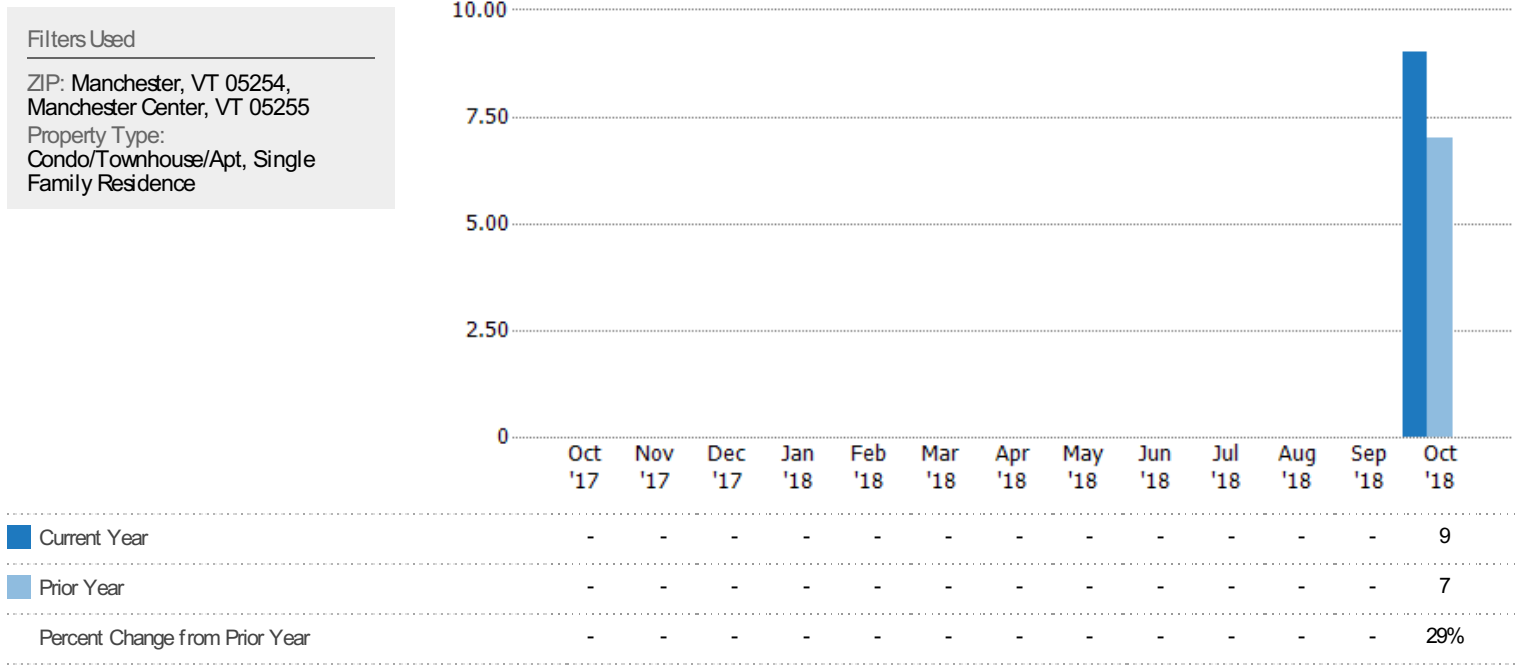 Filters Used
ZIP: Manchester, VT 05254,
Manchester Center, VT 05255
Property Type:
Condo/Townhouse/Apt, Single
Family Residence
10.00
7.50
5.00
2.50
0
Oct '17 Nov '17 Dec '17 Jan '18 Feb '18 Mar '18 Apr '18 May '18 Jun '18 Jul '18 Aug '18 Sep '18 Oct '18
Current Year - - - - - - - - - - - - 9
Prior Year - - - - - - - - - - - - 7
Percent Change from Prior Year - - - - - - - - - - - - 29%